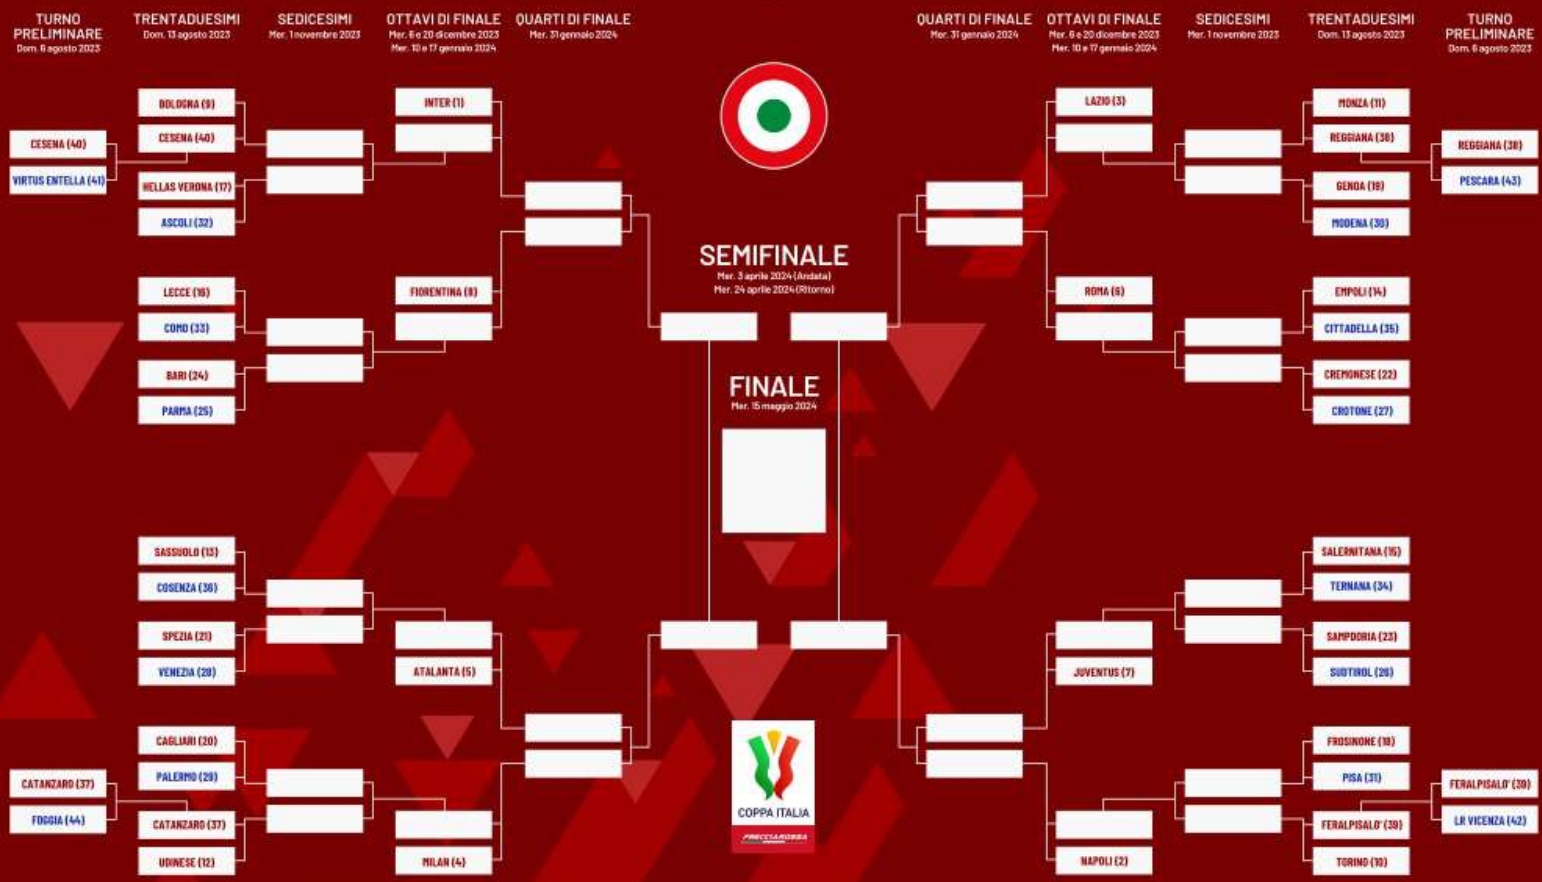 TURNO
PRELIMINARE
Dom. 6 agosto 2023
TRENTADUESIMI
Dom. 13 agosto 2023
SEDICESIMI
Mer. 1 novembre 2023
OTTAVI DI FINALE
Mer. 6 e 20 dicembre 2023
Mer. 10 e 17 gennaio 2024
QUARTI DI FINALE
Mer. 31 gennaio 2024
QUARTI DI FINALE
Mer. 31 gennaio 2024
OTTAVI DI FINALE
Mer. 6 e 20 dicembre 2023
Mer. 10 e 17 gennaio 2024
SEDICESIMI
Mer. 1 novembre 2023
TRENTADUESIMI
Dom. 13 agosto 2023
TURNO
PRELIMINARE
Dom. 6 agosto 2023
CESENA (40)
VIRTUS ENTELLA (41)
CATANZARO (37)
FOGGIA (44)
BOLOGNA (9)
CESENA (40)
HELLAS VERONA (17)
ASCOLI (32)
LECCE (16)
COMO (33)
BARI (24)
PARMA (25)
SASSUOLO (13)
COSENZA (36)
SPEZIA (21)
VENEZIA (28)
CAGLIARI (20)
PALERMO (29)
CATANZARO (37)
UDINESE (12)
INTER (1)
FIORENTINA (8)
ATALANTA (5)
MILAN (4)
SEMIFINALE
Mer. 3 aprile 2024 (Andata)
Mer. 24 aprile 2024 (Ritorno)
FINALE
Mer. 15 maggio 2024
COPPA ITALIA
FRECCIAROSSA
LAZIO (3)
ROMA (6)
JUVENTUS (7)
NAPOLI (2)
MONZA (11)
REGGIANA (38)
GENOA (19)
MODENA (30)
EMPOLI (14)
CITTADELLA (35)
CREMONESE (22)
CROTONE (27)
SALERNITANA (15)
TERNANA (34)
SAMPDORIA (23)
SUDTIROL (26)
FROSINONE (18)
PISA (31)
FERALPISALO' (39)
TORINO (10)
REGGIANA (38)
PESCARA (43)
FERALPISALO' (39)
LR VICENZA (42)